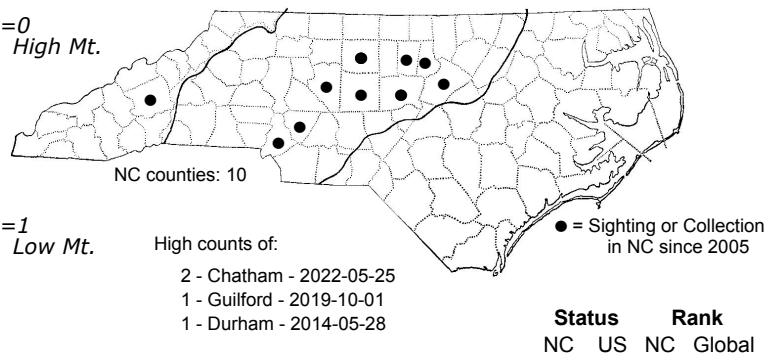 =0
High Mt.
NC counties: 10
=1
Low Mt.
High counts of:
2 - Chatham - 2022-05-25
1 - Guilford - 2019-10-01
1 - Durham - 2014-05-28
● = Sighting or Collection
in NC since 2005
Status Rank
NC US NC Global